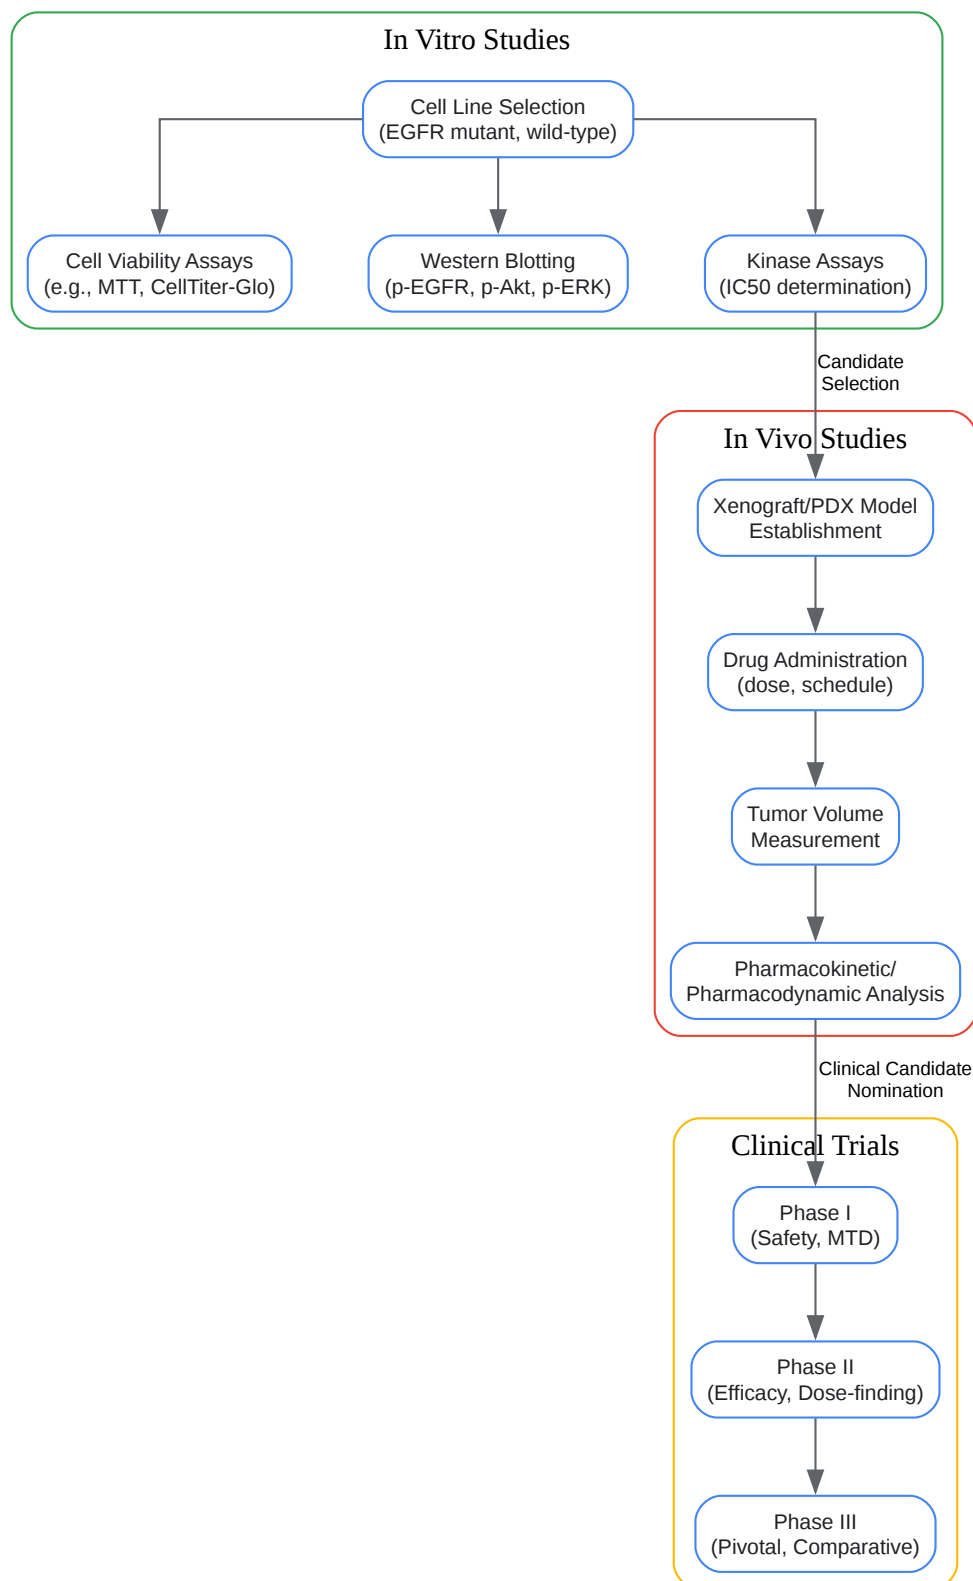 In Vitro Studies
Cell Line Selection
(EGFR mutant, wild-type)
Cell Viability Assays
(e.g., MTT, CellTiter-Glo)
Western Blotting
(p-EGFR, p-Akt, p-ERK)
Kinase Assays
(IC50 determination)
Candidate
Selection
In Vivo Studies
Xenograft/PDX Model
Establishment
Drug Administration
(dose, schedule)
Tumor Volume
Measurement
Pharmacokinetic/
Pharmacodynamic Analysis
Clinical Candidate
Nomination
Clinical Trials
Phase I
(Safety, MTD)
Phase II
(Efficacy, Dose-finding)
Phase III
(Pivotal, Comparative)